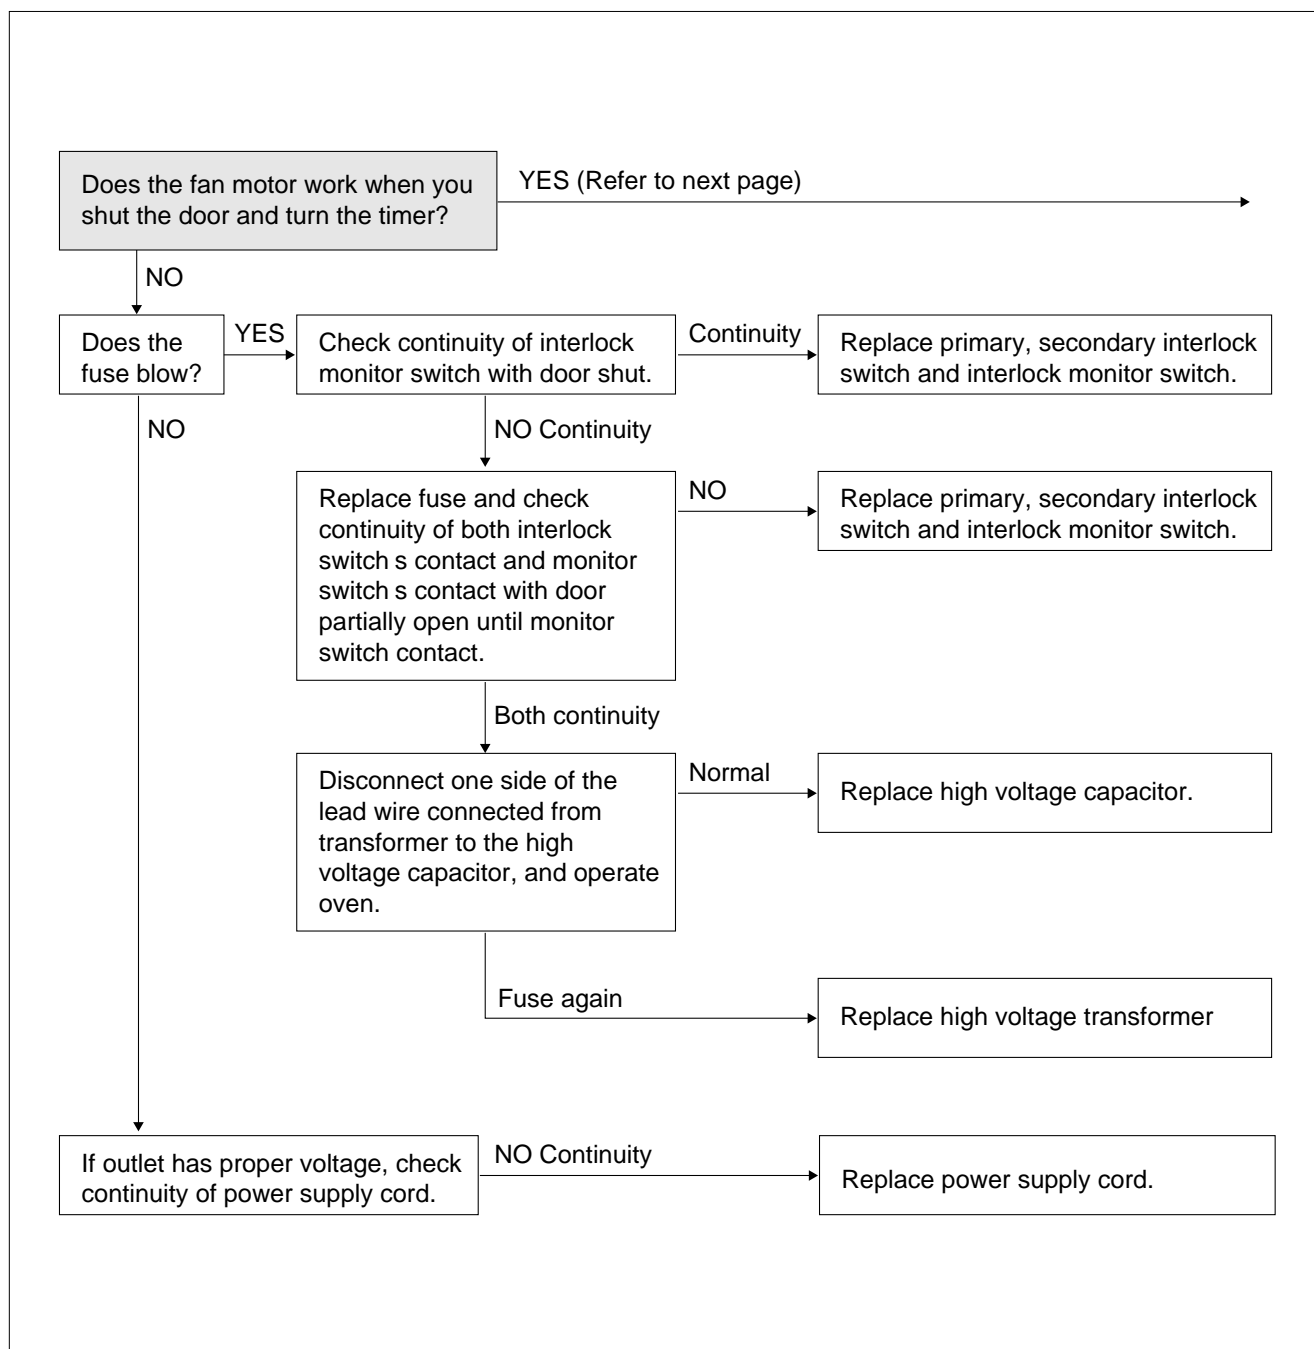 Does the fan motor work when you
shut the door and turn the timer?
YES (Refer to next page)
NO
Does the
fuse blow?
YES
Check continuity of interlock
monitor switch with door shut.
Continuity
Replace primary, secondary interlock
switch and interlock monitor switch.
NO
NO Continuity
Replace fuse and check
continuity of both interlock
switch s contact and monitor
switch s contact with door
partially open until monitor
switch contact.
NO
Replace primary, secondary interlock
switch and interlock monitor switch.
Both continuity
Disconnect one side of the
lead wire connected from
transformer to the high
voltage capacitor, and operate
oven.
Normal
Replace high voltage capacitor.
Fuse again
Replace high voltage transformer
If outlet has proper voltage, check
continuity of power supply cord.
NO Continuity
Replace power supply cord.